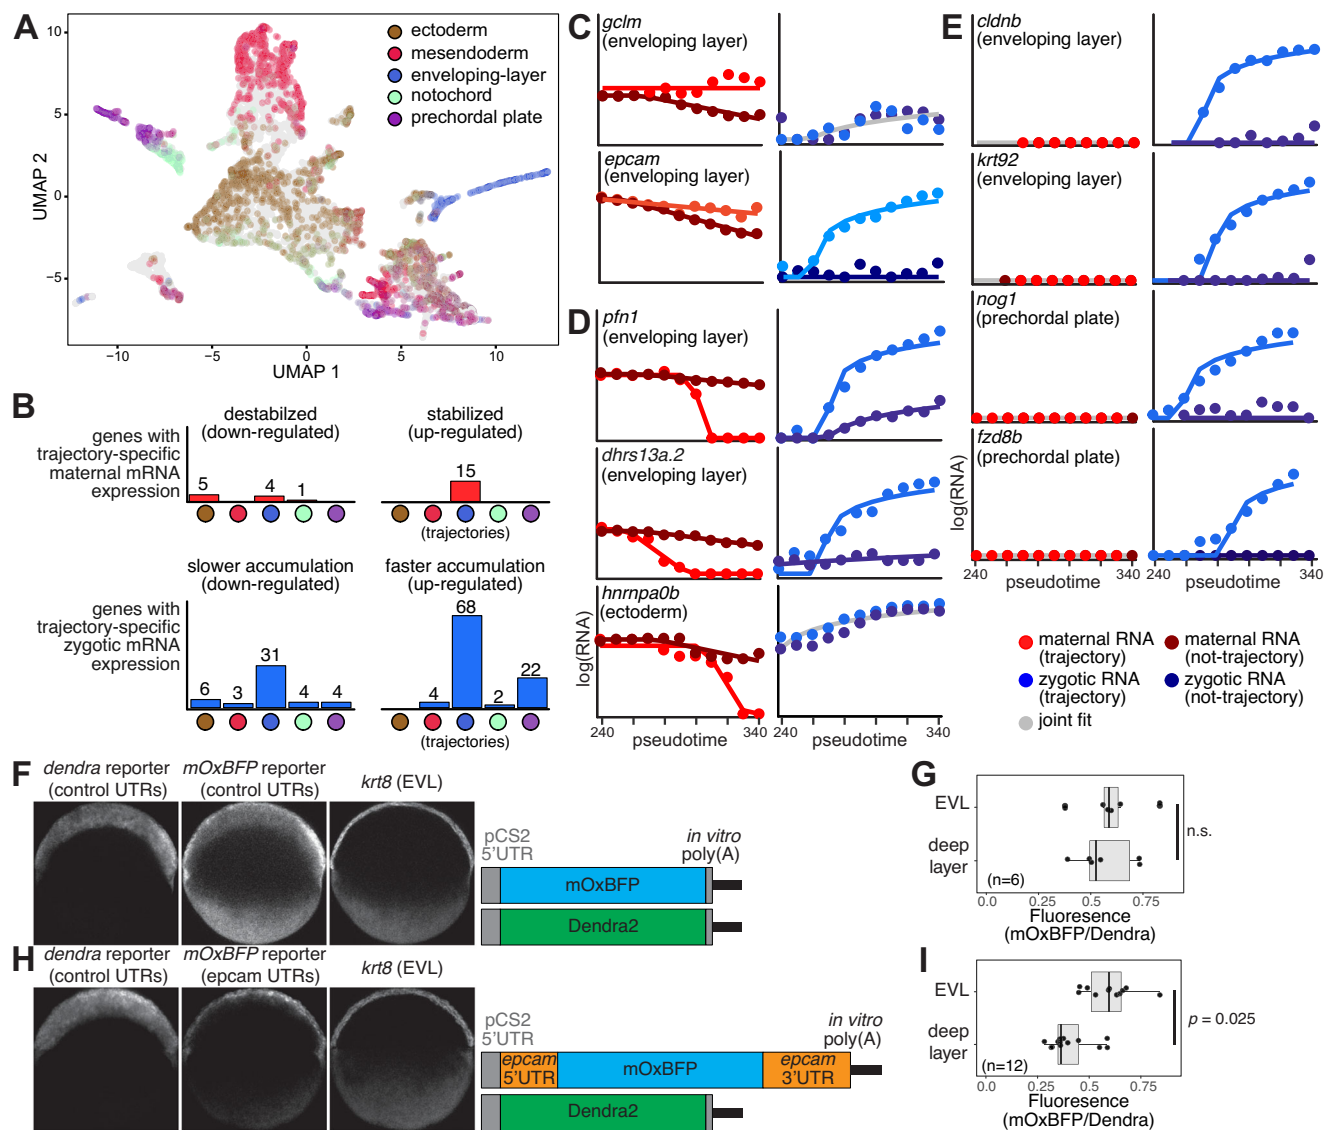 A
10
5
0
−5
UMAP 2
−10
−5
0
5
10
UMAP 1
ectoderm
mesendoderm
enveloping-layer
notochord
prechordal plate
B
destabilzed
(down-regulated)
stabilized
(up-regulated)
genes with
trajectory-specific
maternal mRNA
expression
5
4
1
15
(trajectories)
slower accumulation
(down-regulated)
faster accumulation
(up-regulated)
genes with
trajectory-specific
zygotic mRNA
expression
6
3
31
4
4
4
68
2
22
(trajectories)
C
gclm
(enveloping layer)
epcam
(enveloping layer)
D
pfn1
(enveloping layer)
dhrs13a.2
(enveloping layer)
hnrnpa0b
(ectoderm)
log(RNA)
240
pseudotime
340
240
pseudotime
340
E
cldnb
(enveloping layer)
krt92
(enveloping layer)
nog1
(prechordal plate)
fzd8b
(prechordal plate)
log(RNA)
240
pseudotime
340
240
pseudotime
340
maternal RNA
(trajectory)
maternal RNA
(not-trajectory)
zygotic RNA
(trajectory)
zygotic RNA
(not-trajectory)
joint fit
F
dendra reporter
(control UTRs)
mOxBFP reporter
(control UTRs)
krt8 (EVL)
pCS2
5'UTR
in vitro
poly(A)
mOxBFP
Dendra2
G
EVL
deep
layer
(n=6)
n.s.
0.0
0.25
0.5
0.75
Fluoresence
(mOxBFP/Dendra)
H
dendra reporter
(control UTRs)
mOxBFP reporter
(epcam UTRs)
krt8 (EVL)
pCS2
5'UTR
in vitro
poly(A)
epcam
5'UTR
mOxBFP
epcam
3'UTR
Dendra2
I
EVL
deep
layer
(n=12)
p = 0.025
0.0
0.25
0.5
0.75
Fluoresence
(mOxBFP/Dendra)